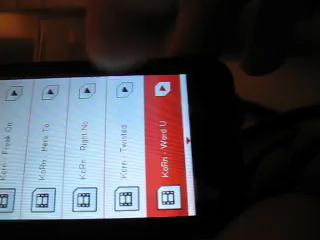 Korn - Freak On
KoRn - Here To
KoRn - Right No
Korn - Twisted
KoRn - Word U